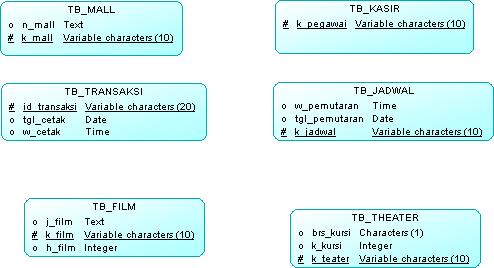 TB_MALL
o n_mall Text
# k_mall Variable characters (10)
TB_KASIR
# k_pegawai Variable characters (10)
TB_TRANSAKSI
# id_transaksi Variable characters (20)
o tgl_cetak Date
o w_cetak Time
TB_JADWAL
o w_pemutaran Time
o tgl_pemutaran Date
# k_jadwal Variable characters (10)
TB_FILM
o j_film Text
# k_film Variable characters (10)
o h_film Integer
TB_THEATER
o brs_kursi Characters (1)
o k_kursi Integer
# k_teater Variable characters (10)